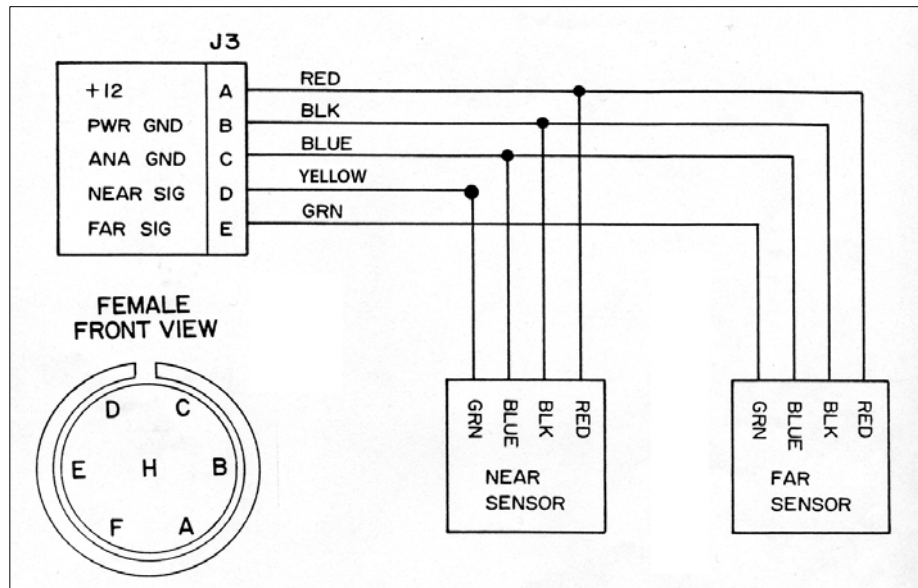 J3
+12 A RED
PWR GND B BLK
ANA GND C BLUE
NEAR SIG D YELLOW
FAR SIG E GRN
FEMALE
FRONT VIEW
D C
E H B
F A
GRN BLUE BLK RED
NEAR
SENSOR
GRN BLUE BLK RED
FAR
SENSOR